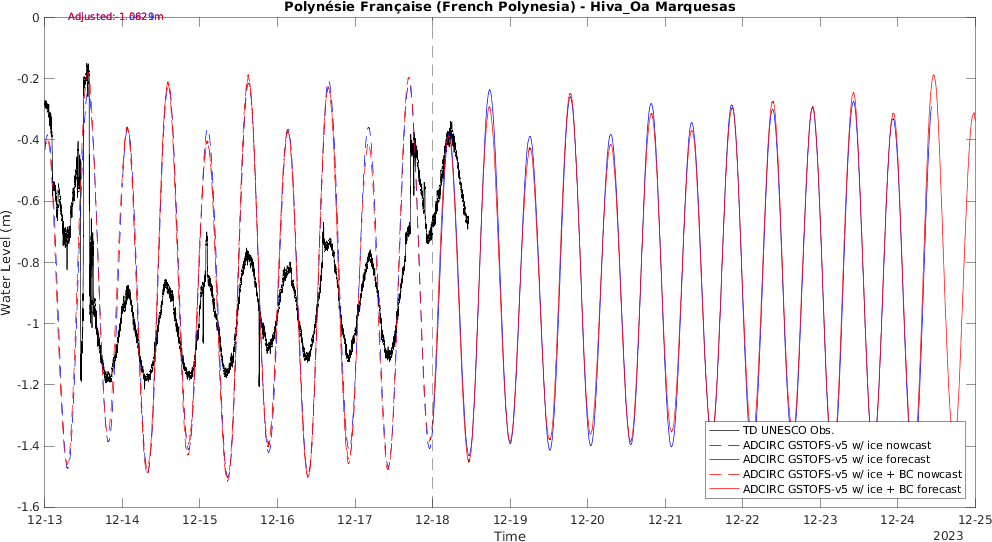 Polynésie Française (French Polynesia) - Hiva_Oa Marquesas
0
-0.2
-0.4
-0.6
-0.8
-1
-1.2
-1.4
-1.6
Water Level (m)
TD UNESCO Obs.
ADCIRC GSTOFS-v5 w/ ice nowcast
ADCIRC GSTOFS-v5 w/ ice forecast
ADCIRC GSTOFS-v5 w/ ice + BC nowcast
ADCIRC GSTOFS-v5 w/ ice + BC forecast
12-13 12-14 12-15 12-16 12-17 12-18 12-19 12-20 12-21 12-22 12-23 12-24 12-25
Time
2023